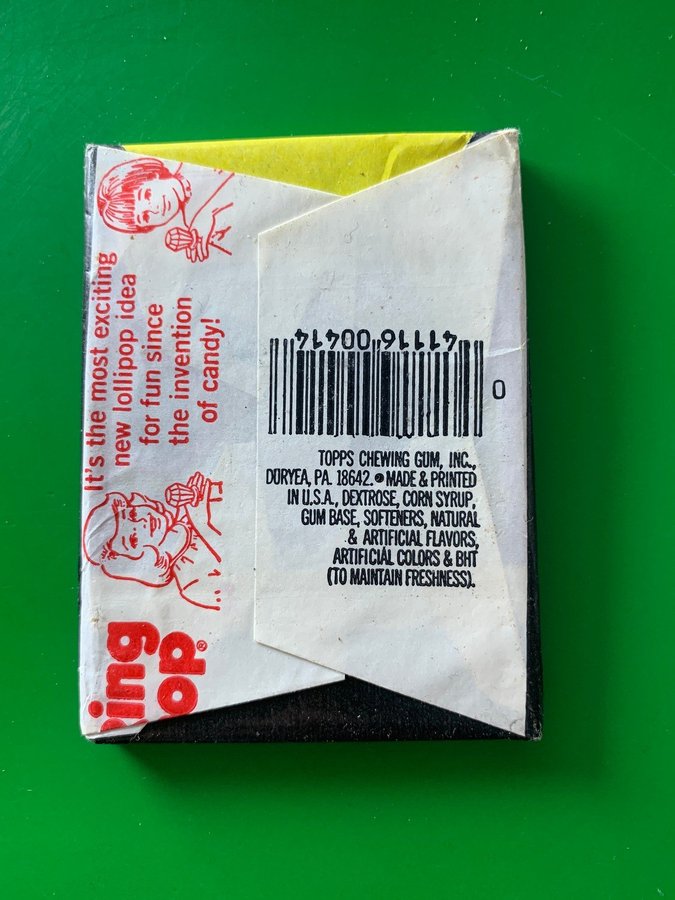 It's the most exciting
new lollipop idea
for fun since
the invention
of candy!
ing
op®
41116 00414
0
TOPPS CHEWING GUM, INC.,
DURYEA, PA. 18642. • MADE & PRINTED
IN U.S.A., DEXTROSE, CORN SYRUP,
GUM BASE, SOFTENERS, NATURAL
& ARTIFICIAL FLAVORS,
ARTIFICIAL COLORS & BHT
(TO MAINTAIN FRESHNESS).